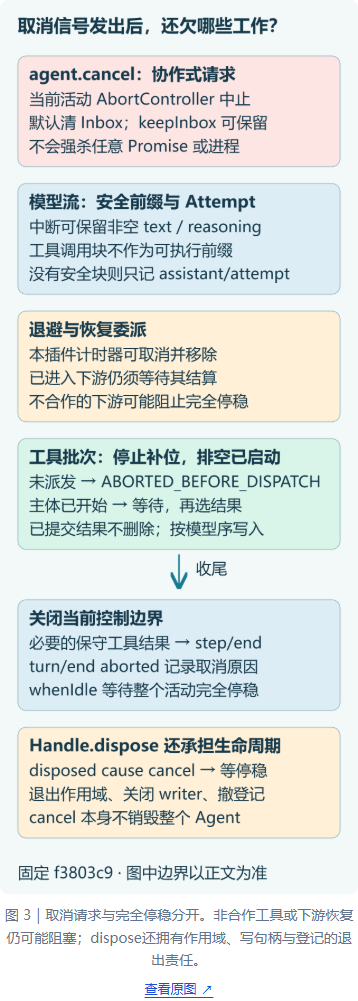 取消信号发出后，还欠哪些工作？
agent.cancel：协作式请求
当前活动 AbortController 中止
默认清 Inbox；keepInbox 可保留
不会强杀任意 Promise 或进程
模型流：安全前缀与 Attempt
中断可保留非空 text / reasoning
工具调用块不作为可执行前缀
没有安全块则只记 assistant/attempt
退避与恢复委派
本插件计时器可取消并移除
已进入下游仍须等待其结算
不合作的下游可能阻止完全停稳
工具批次：停止补位，排空已启动
未派发 → ABORTED_BEFORE_DISPATCH
主体已开始 → 等待，再选结果
已提交结果不删除；按模型序写入
收尾
关闭当前控制边界
必要的保守工具结果 → step/end
turn/end aborted 记录取消原因
whenIdle 等待整个活动完全停稳
Handle.dispose 还承担生命周期
disposed cause cancel → 等停稳
退出作用域、关闭 writer、撤登记
cancel 本身不销毁整个 Agent
固定 f3803c9 · 图中边界以正文为准
图 3｜取消请求与完全停稳分开。非合作工具或下游恢复
仍可能阻塞；dispose还拥有作用域、写句柄与登记的退
出责任。
查看原图 ↗